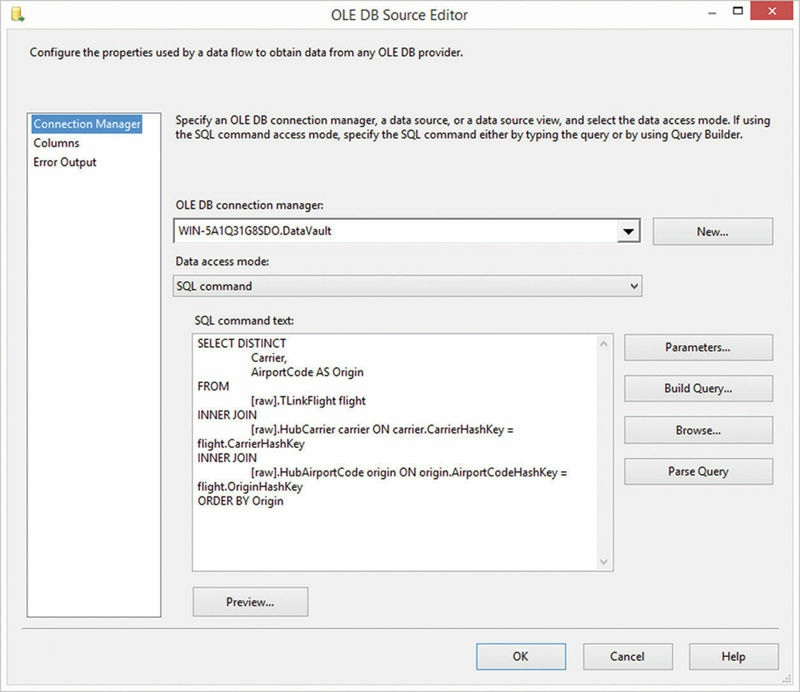 OLE DB Source Editor
Configure the properties used by a data flow to obtain data from any OLE DB provider.
Connection Manager
Columns
Error Output
Specify an OLE DB connection manager, a data source, or a data source view, and select the data access mode. If using
the SQL command access mode, specify the SQL command either by typing the query or by using Query Builder.
OLE DB connection manager:
WIN-5A1Q31G8SDO.DataVault
New...
Data access mode:
SQL command
SQL command text:
SELECT DISTINCT
Carrier,
AirportCode AS Origin
FROM
[raw].TLinkFlight flight
INNER JOIN
[raw].HubCarrier carrier ON carrier.CarrierHashKey =
flight.CarrierHashKey
INNER JOIN
[raw].HubAirportCode origin ON origin.AirportCodeHashKey =
flight.OriginHashKey
ORDER BY Origin
Parameters...
Build Query...
Browse...
Parse Query
Preview...
OK
Cancel
Help